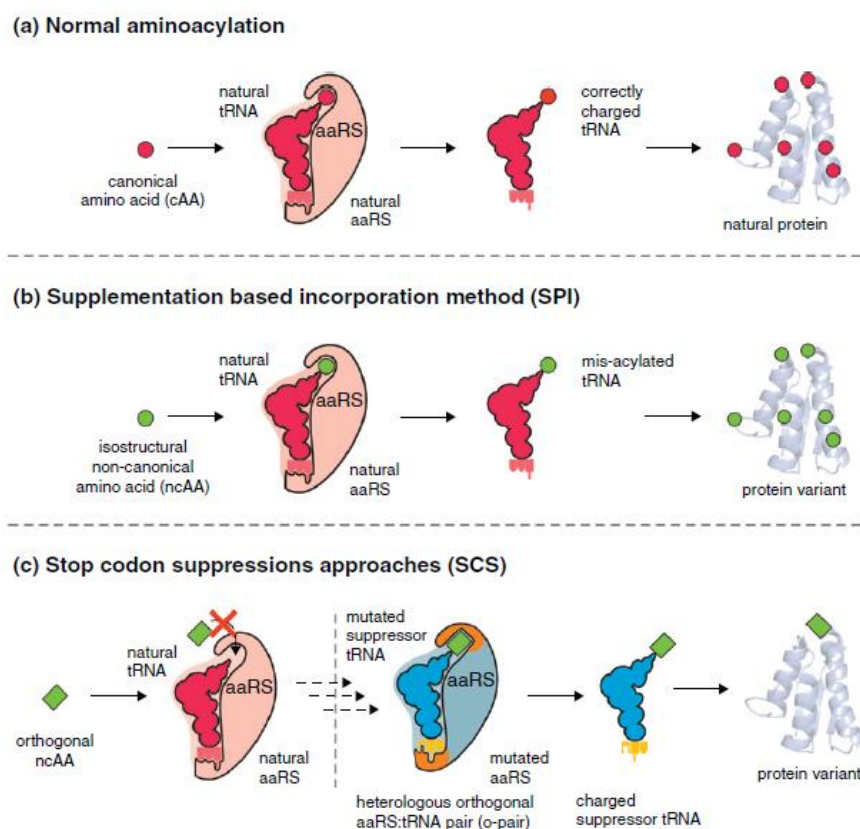 (a) Normal aminoacylation
natural
tRNA
aaRS
canonical
amino acid (cAA)
natural
aaRS
correctly
charged
tRNA
natural protein
(b) Supplementation based incorporation method (SPI)
natural
tRNA
aaRS
isostructural
non-canonical
amino acid (ncAA)
natural
aaRS
mis-acylated
tRNA
protein variant
(c) Stop codon suppressions approaches (SCS)
natural
tRNA
aaRS
orthogonal
ncAA
natural
aaRS
mutated
suppressor
tRNA
aaRS
mutated
aaRS
heterologous orthogonal
aaRS:tRNA pair (o-pair)
charged
suppressor tRNA
protein variant